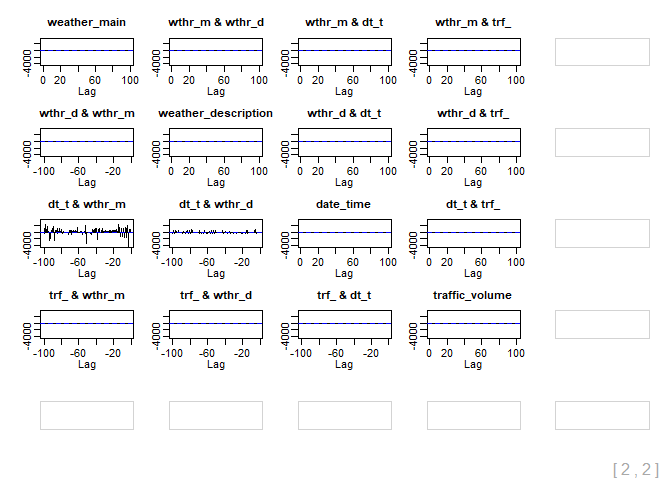 weather_main wthr_m & wthr_d wthr_m & dt_t wthr_m & trf_
-4000 -4000 -4000 -4000
0 20 60 100 0 20 60 100 0 20 60 100 0 20 60 100
Lag Lag Lag Lag
wthr_d & wthr_m weather_description wthr_d & dt_t wthr_d & trf_
-4000 -4000 -4000 -4000
-100 -60 -20 0 20 60 100 0 20 60 100 0 20 60 100
Lag Lag Lag Lag
dt_t & wthr_m dt_t & wthr_d date_time dt_t & trf_
-4000 -4000 -4000 -4000
-100 -60 -20 -100 -60 -20 0 20 60 100 0 20 60 100
Lag Lag Lag Lag
trf_ & wthr_m trf_ & wthr_d trf_ & dt_t traffic_volume
-4000 -4000 -4000 -4000
-100 -60 -20 -100 -60 -20 -100 -60 -20 0 20 60 100
Lag Lag Lag Lag
[ 2 , 2 ]